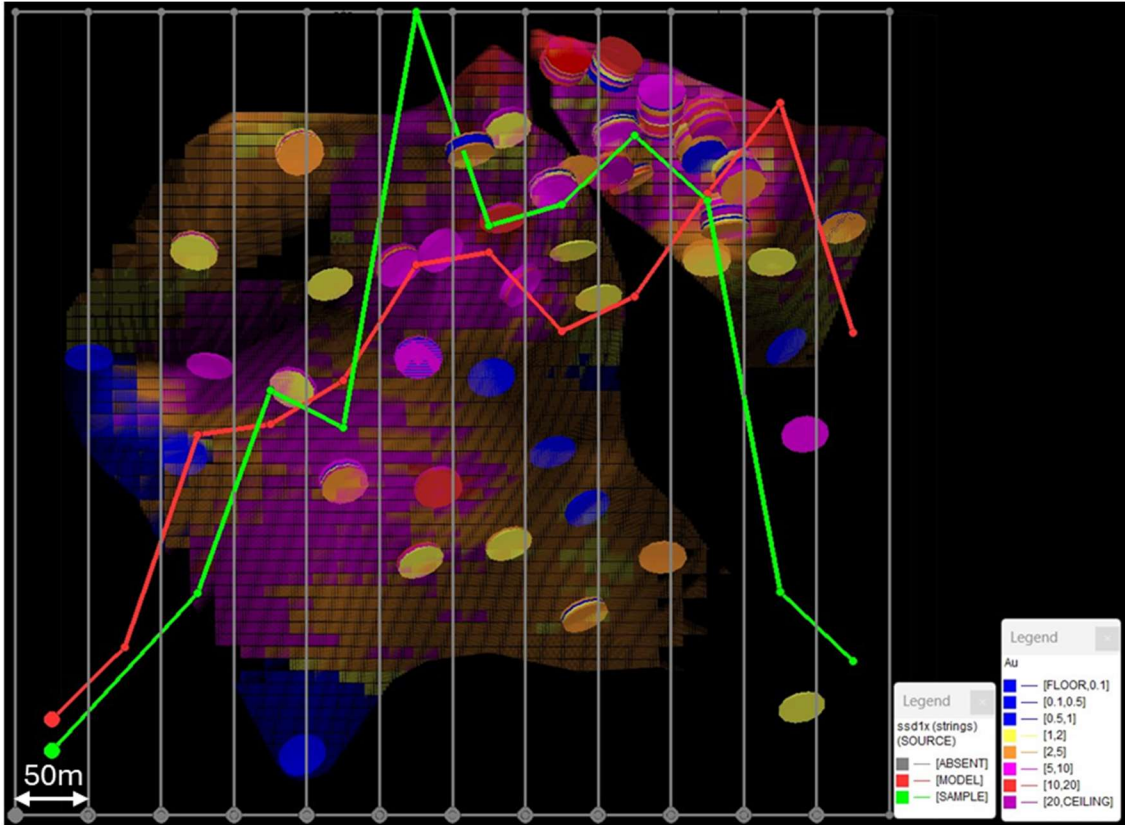 50m
Legend
ssd1x (strings)
(SOURCE)
[ABSENT]
[MODEL]
[SAMPLE]
Legend
Au
[FLOOR,0.1]
[0.1,0.5]
[0.5,1]
[1,2]
[2,5]
[5,10]
[10,20]
[20,CEILING]